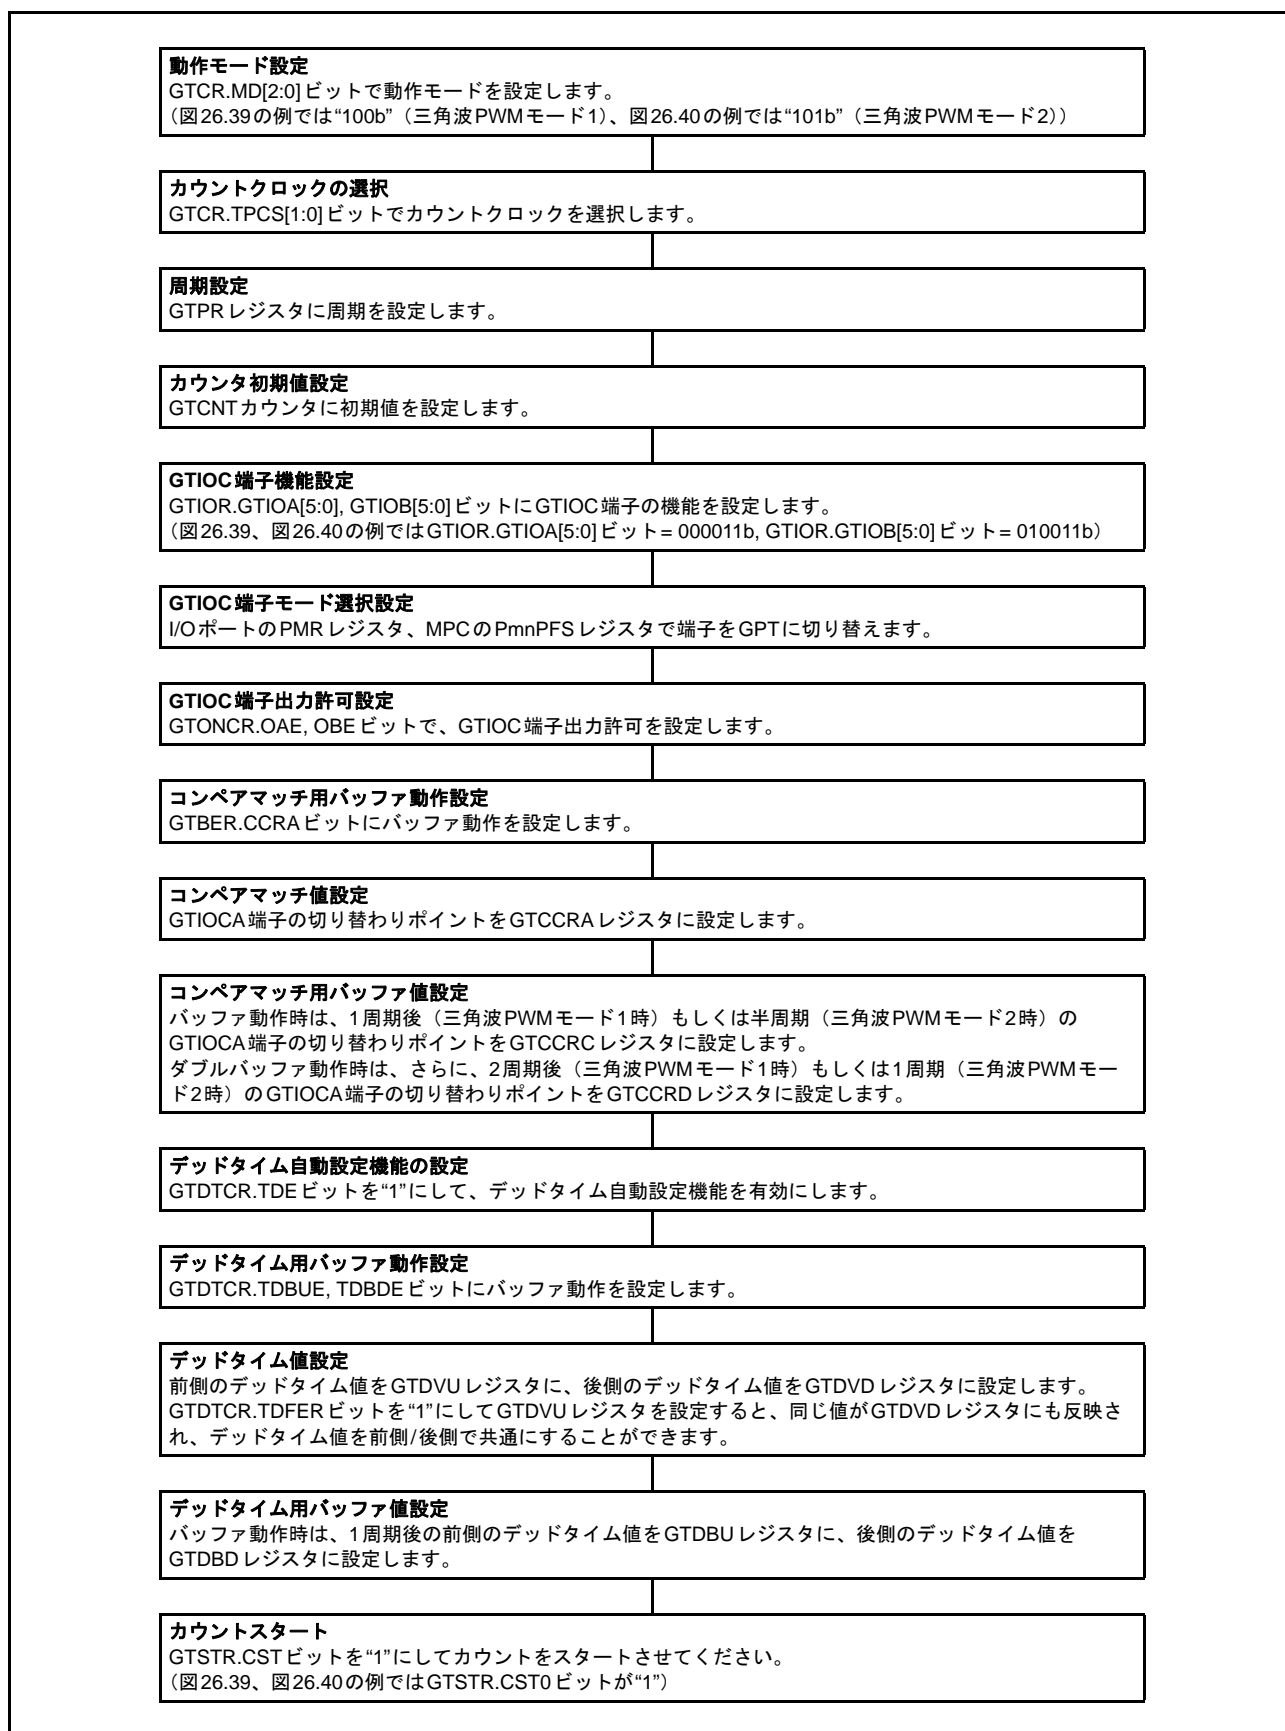 動作モード設定
GTCR.MD[2:0]ビットで動作モードを設定します。
（図26.39の例では“100b”（三角波PWMモード1）、図26.40の例では“101b”（三角波PWMモード2））
カウントクロックの選択
GTCR.TPCS[1:0]ビットでカウントクロックを選択します。
周期設定
GTPRレジスタに周期を設定します。
カウンタ初期値設定
GTCNTカウンタに初期値を設定します。
GTIOC端子機能設定
GTIOR.GTIOA[5:0], GTIOB[5:0]ビットにGTIOC端子の機能を設定します。
（図26.39、図26.40の例ではGTIOR.GTIOA[5:0]ビット= 000011b, GTIOR.GTIOB[5:0]ビット= 010011b）
GTIOC端子モード選択設定
I/OポートのPMRレジスタ、MPCのPmnPFSレジスタで端子をGPTに切り替えます。
GTIOC端子出力許可設定
GTONCR.OAE, OBEビットで、GTIOC端子出力許可を設定します。
コンペアマッチ用バッファ動作設定
GTBER.CCRAビットにバッファ動作を設定します。
コンペアマッチ値設定
GTIOCA端子の切り替わりポイントをGTCCRAレジスタに設定します。
コンペアマッチ用バッファ値設定
バッファ動作時は、1周期後（三角波PWMモード1時）もしくは半周期（三角波PWMモード2時）の
GTIOCA端子の切り替わりポイントをGTCCRCレジスタに設定します。
ダブルバッファ動作時は、さらに、2周期後（三角波PWMモード1時）もしくは1周期（三角波PWMモー
ド2時）のGTIOCA端子の切り替わりポイントをGTCCRDレジスタに設定します。
デッドタイム自動設定機能の設定
GTDTCR.TDEビットを“1”にして、デッドタイム自動設定機能を有効にします。
デッドタイム用バッファ動作設定
GTDTCR.TDBUE, TDBDEビットにバッファ動作を設定します。
デッドタイム値設定
前側のデッドタイム値をGTDVUレジスタに、後側のデッドタイム値をGTDVDレジスタに設定します。
GTDTCR.TDFERビットを“1”にしてGTDVUレジスタを設定すると、同じ値がGTDVDレジスタにも反映さ
れ、デッドタイム値を前側/後側で共通にすることができます。
デッドタイム用バッファ値設定
バッファ動作時は、1周期後の前側のデッドタイム値をGTDBUレジスタに、後側のデッドタイム値を
GTDBDレジスタに設定します。
カウントスタート
GTSTR.CSTビットを“1”にしてカウントをスタートさせてください。
（図26.39、図26.40の例ではGTSTR.CST0ビットが“1”）